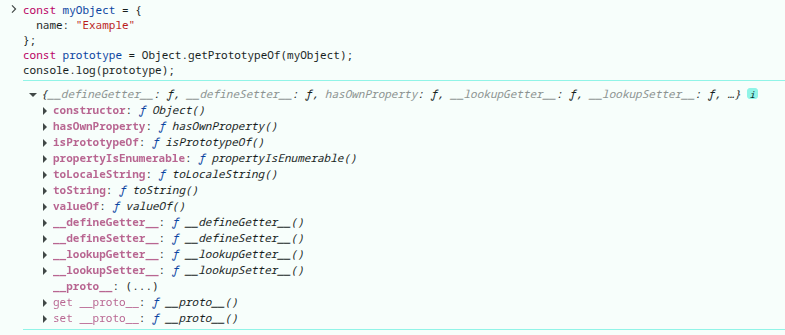 const myObject = {
name: "Example"
};
const prototype = Object.getPrototypeOf(myObject);
console.log(prototype);
{__defineGetter__: ƒ, __defineSetter__: ƒ, hasOwnProperty: ƒ, __lookupGetter__: ƒ, __lookupSetter__: ƒ, …} i
constructor: ƒ Object()
hasOwnProperty: ƒ hasOwnProperty()
isPrototypeOf: ƒ isPrototypeOf()
propertyIsEnumerable: ƒ propertyIsEnumerable()
toLocaleString: ƒ toLocaleString()
toString: ƒ toString()
valueOf: ƒ valueOf()
__defineGetter__: ƒ __defineGetter__()
__defineSetter__: ƒ __defineSetter__()
__lookupGetter__: ƒ __lookupGetter__()
__lookupSetter__: ƒ __lookupSetter__()
__proto__: (...)
get __proto__: ƒ __proto__()
set __proto__: ƒ __proto__()